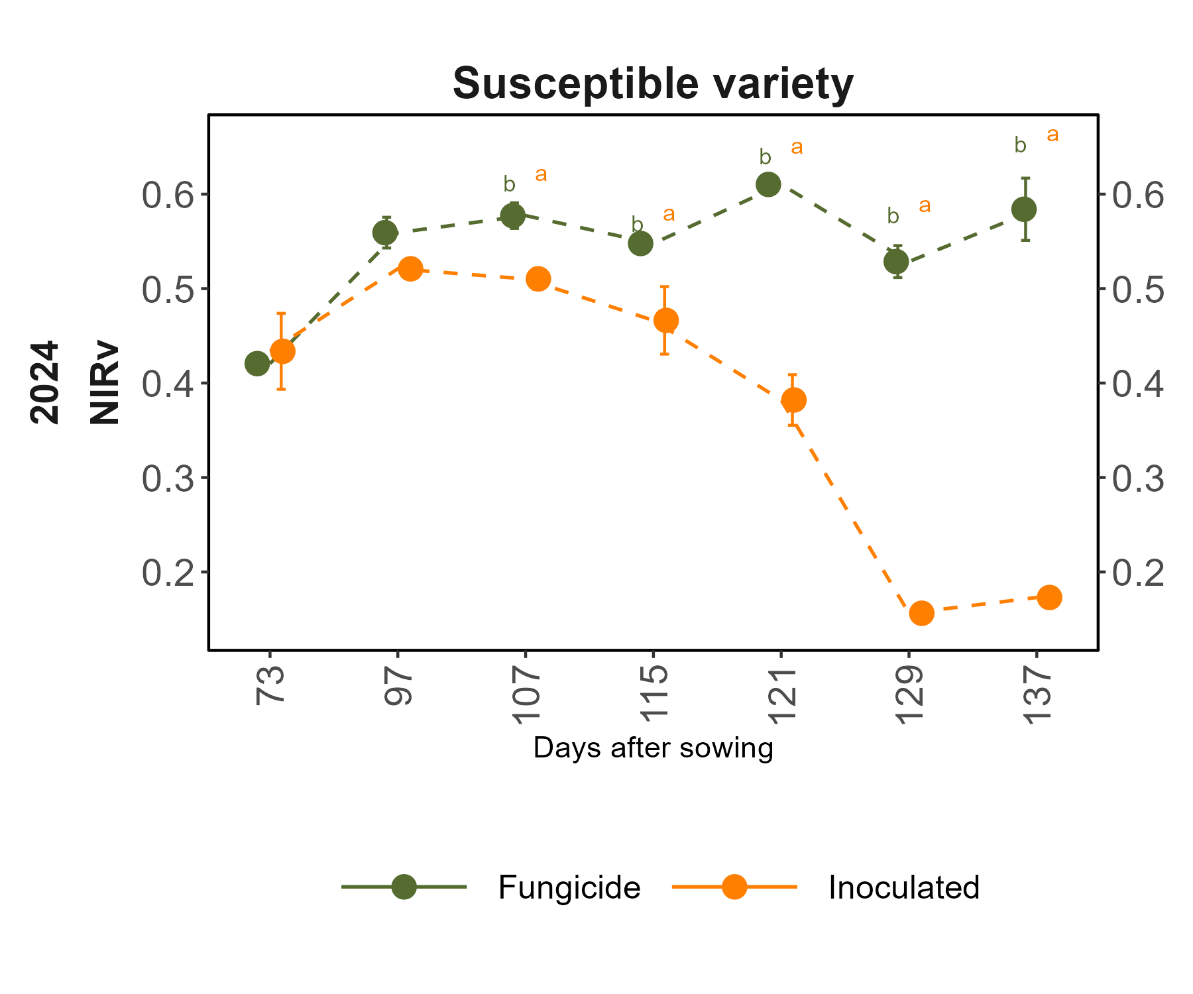 Susceptible variety
2024
NIRv
0.6
0.5
0.4
0.3
0.2
b a
b a
b a
b a
b a
0.6
0.5
0.4
0.3
0.2
73 97 107 115 121 129 137
Days after sowing
Fungicide Inoculated